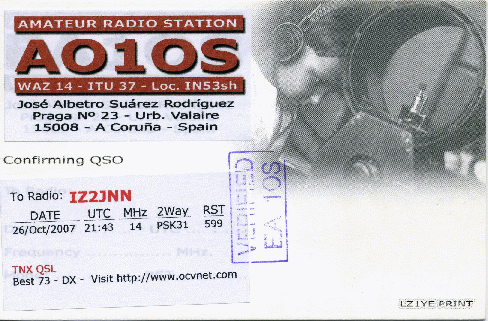 AMATEUR RADIO STATION
AO1OS
WAZ 14 - ITU 37 - Loc. IN53sh
José Albetro Suárez Rodríguez
Praga Nº 23 - Urb. Valaire
15008 - A Coruña - Spain
Confirming QSO
To Radio: IZ2JNN
DATE UTC MHz 2Way RST
26/Oct/2007 21:43 14 PSK31 599
Frequency MHz.
TNX QSL
Best 73 - DX - Visit http://www.ocvnet.com
VERIFIED
EA1OS
LZ1YE PRINT